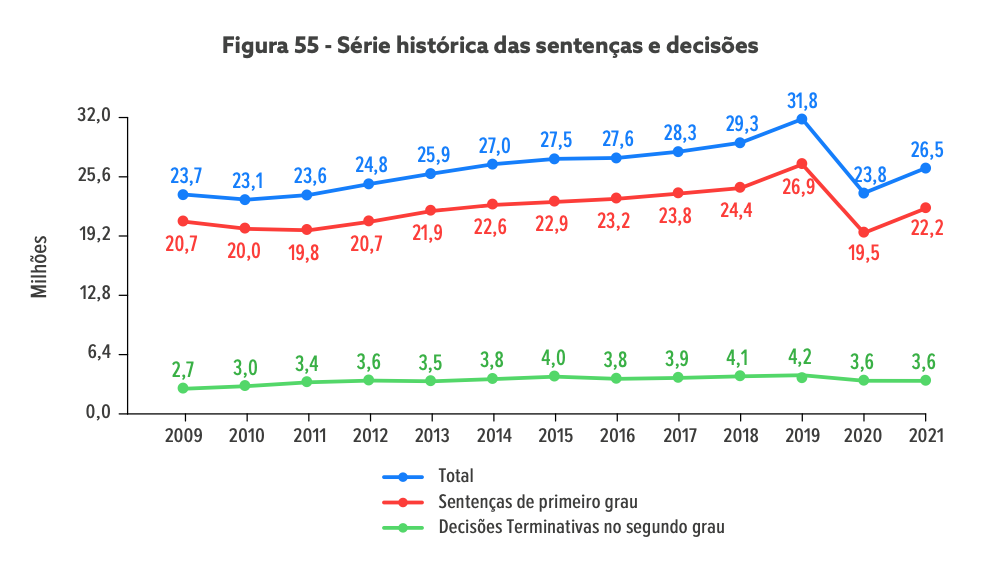 Figura 55 - Série histórica das sentenças e decisões
Milhões
32,0
25,6
19,2
12,8
6,4
0,0
23,7 23,1 23,6 24,8 25,9 27,0 27,5 27,6 28,3 29,3 31,8 23,8 26,5
20,7 20,0 19,8 20,7 21,9 22,6 22,9 23,2 23,8 24,4 26,9 19,5 22,2
2,7 3,0 3,4 3,6 3,5 3,8 4,0 3,8 3,9 4,1 4,2 3,6 3,6
2009 2010 2011 2012 2013 2014 2015 2016 2017 2018 2019 2020 2021
Total
Sentenças de primeiro grau
Decisões Terminativas no segundo grau